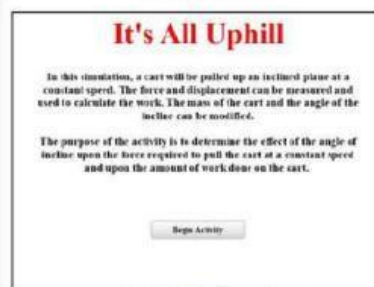 It's All Uphill
In this simulation, a cart will be pulled up an inclined plane at a
constant speed. The force and displacement can be measured and
used to calculate the work. The mass of the cart and the angle of the
incline can be modified.
The purpose of the activity is to determine the effect of the angle of
incline upon the force required to pull the cart at a constant speed
and upon the amount of work done on the cart.
Begin Activity